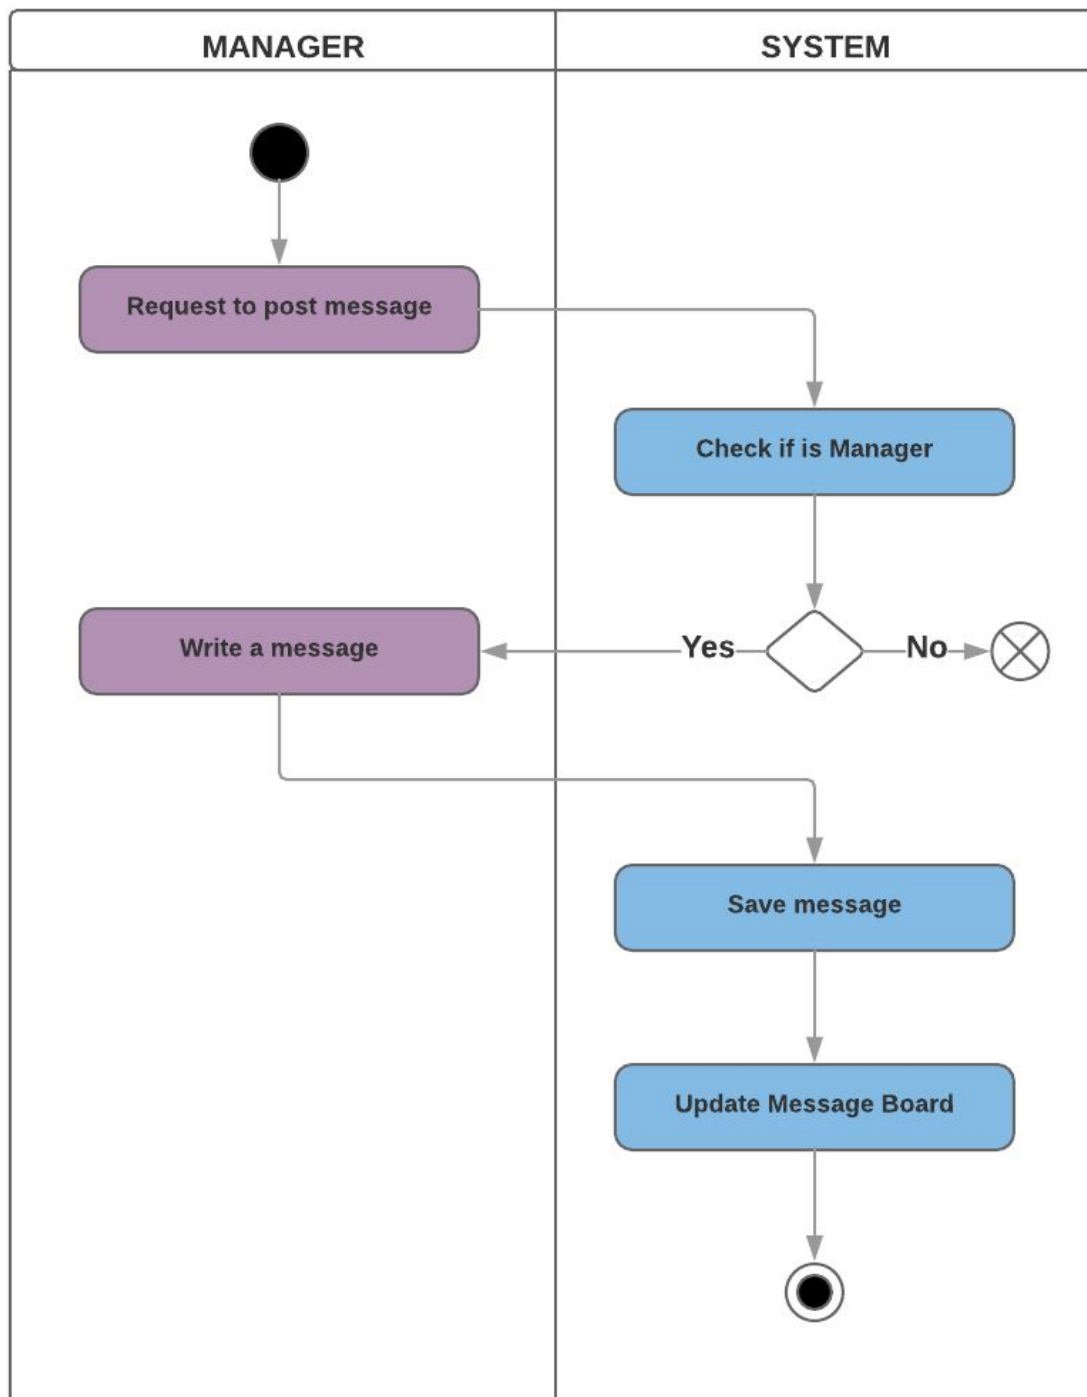 MANAGER
SYSTEM
Request to post message
Check if is Manager
Write a message
Yes
No
Save message
Update Message Board